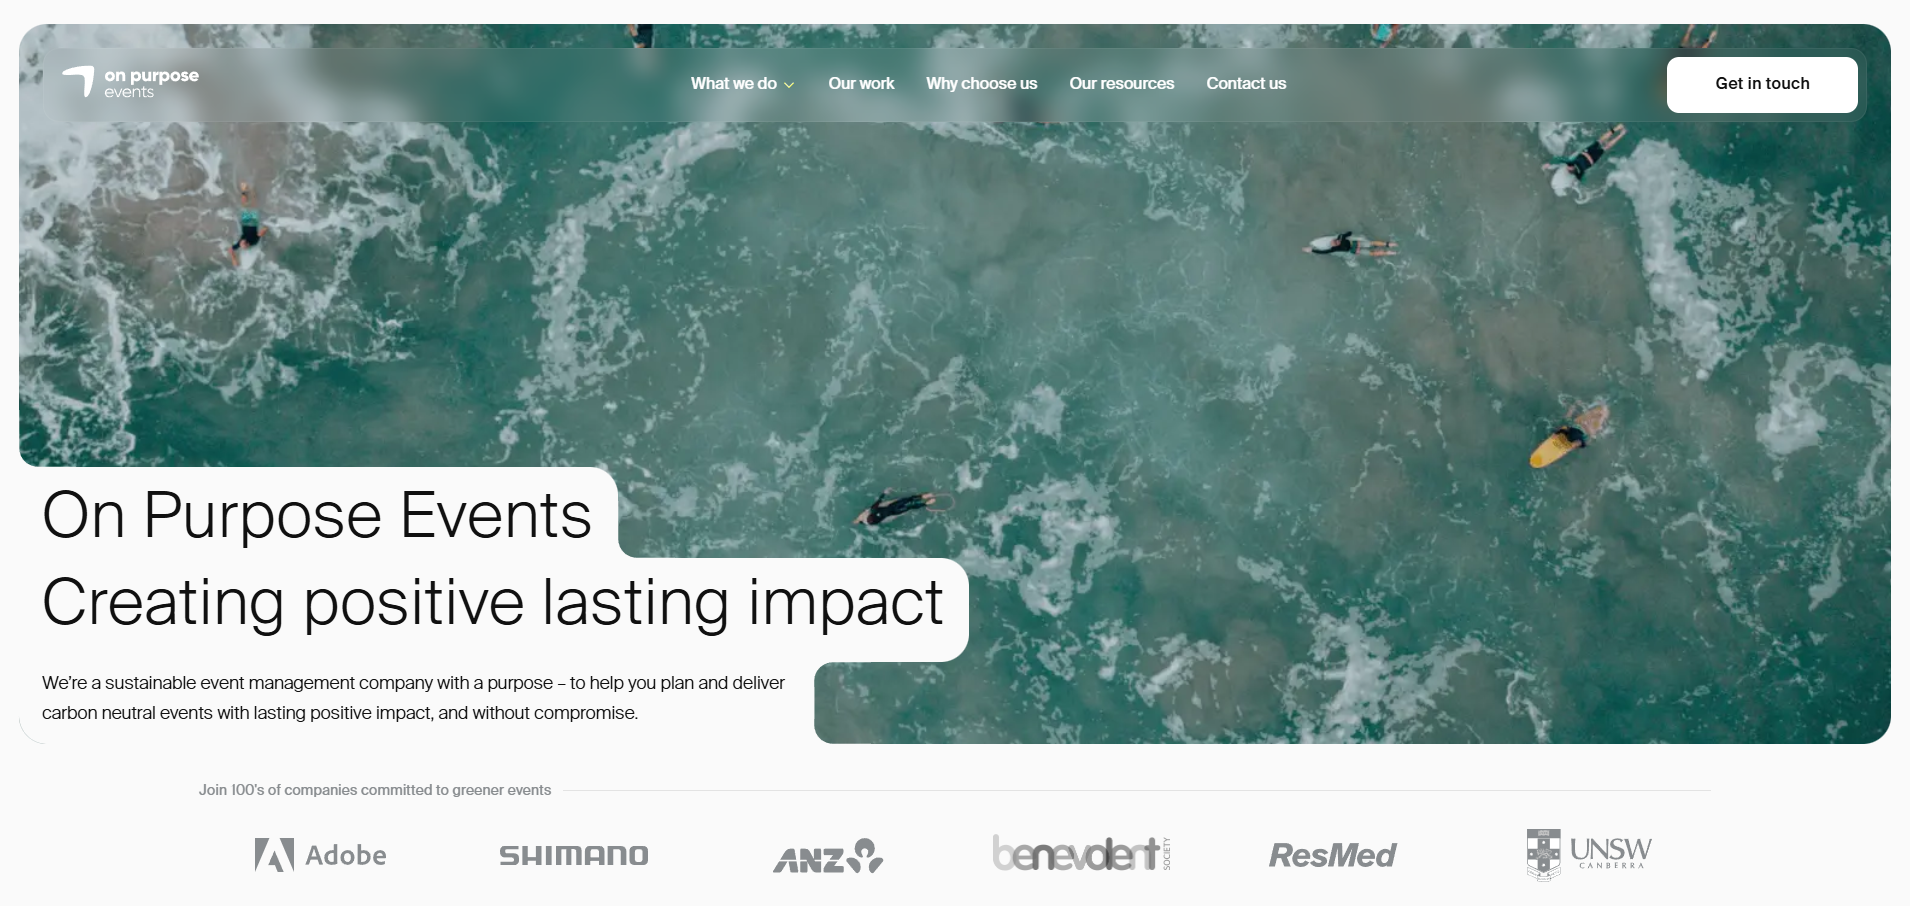 on purpose
events
What we do
Our work
Why choose us
Our resources
Contact us
Get in touch
On Purpose Events
Creating positive lasting impact
We're a sustainable event management company with a purpose – to help you plan and deliver
carbon neutral events with lasting positive impact, and without compromise.
Join 100's of companies committed to greener events
Adobe
SHIMANO
ANZ
benevolent
SOCIETY
ResMed
UNSW
CANBERRA